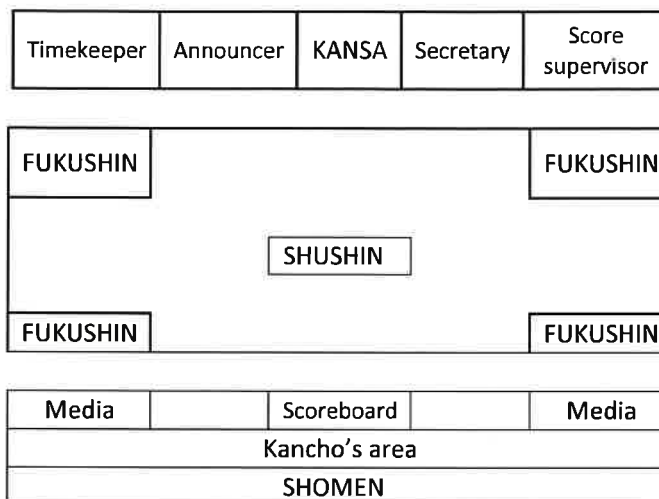 Timekeeper Announcer KANSA Secretary Score supervisor
FUKUSHIN FUKUSHIN
SHUSHIN
FUKUSHIN FUKUSHIN
Media Scoreboard Media
Kancho's area
SHOMEN